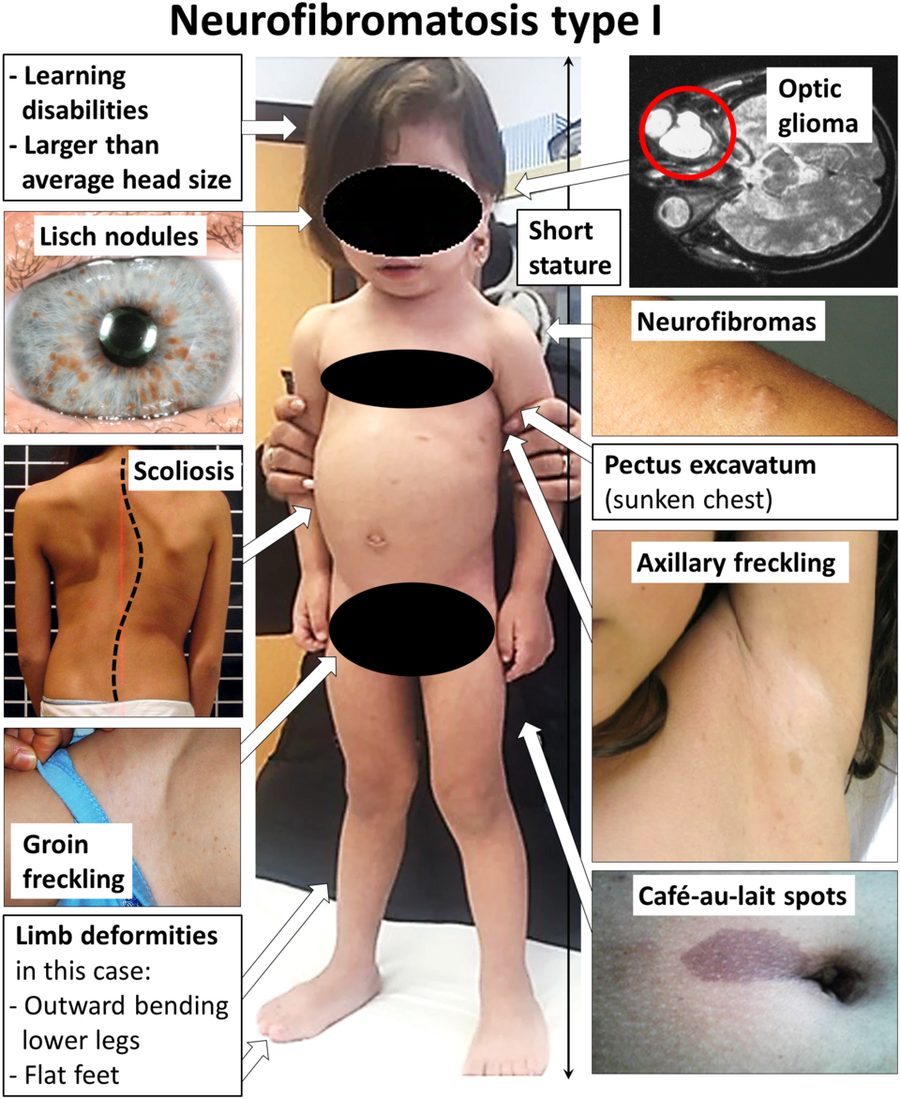 Neurofibromatosis type I
- Learning
disabilities
- Larger than
average head size
Lisch nodules
Scoliosis
Groin
freckling
Limb deformities
in this case:
- Outward bending
lower legs
- Flat feet
Optic
glioma
Short
stature
Neurofibromas
Pectus excavatum
(sunken chest)
Axillary freckling
Café-au-lait spots